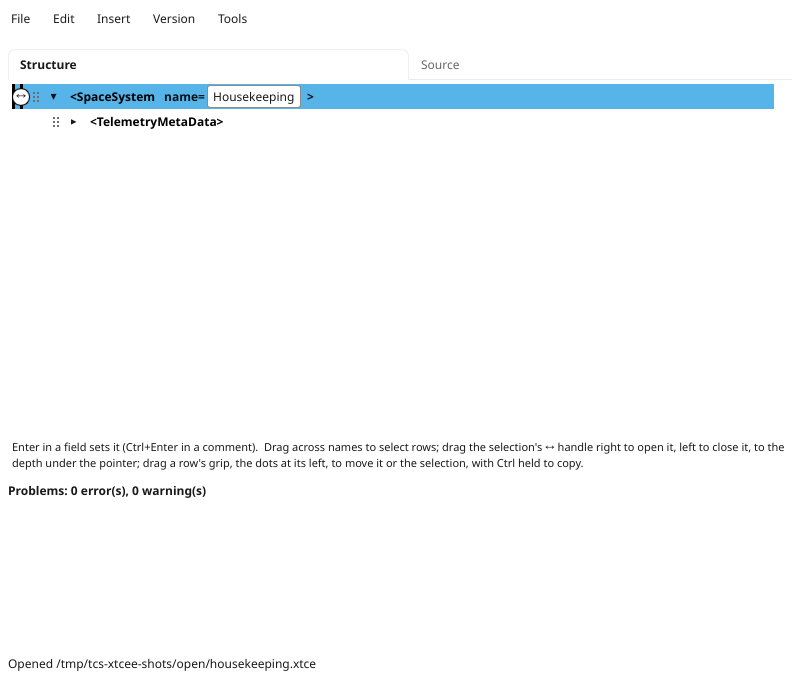 File Edit Insert Version Tools
Structure Source
<SpaceSystem name= Housekeeping >
<TelemetryMetaData>
Enter in a field sets it (Ctrl+Enter in a comment). Drag across names to select rows; drag the selection's ↔ handle right to open it, left to close it, to the
depth under the pointer; drag a row's grip, the dots at its left, to move it or the selection, with Ctrl held to copy.
Problems: 0 error(s), 0 warning(s)
Opened /tmp/tcs-xtcee-shots/open/housekeeping.xtce